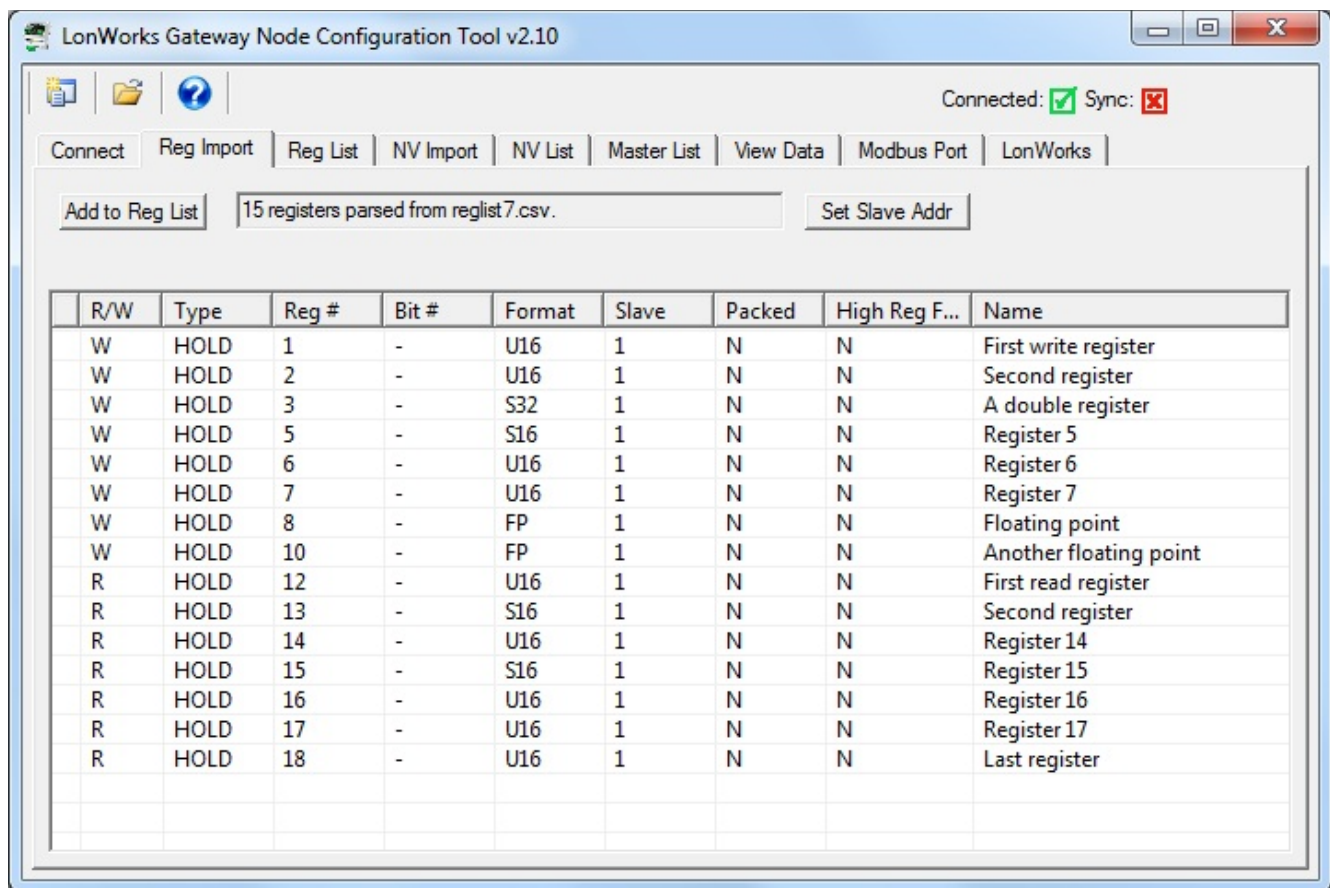 LonWorks Gateway Node Configuration Tool v2.10
Connected: Sync:
Connect Reg Import Reg List NV Import NV List Master List View Data Modbus Port LonWorks
Add to Reg List 15 registers parsed from reglist7.csv. Set Slave Addr
R/W Type Reg # Bit # Format Slave Packed High Reg F... Name
W HOLD 1 - U16 1 N N First write register
W HOLD 2 - U16 1 N N Second register
W HOLD 3 - S32 1 N N A double register
W HOLD 5 - S16 1 N N Register 5
W HOLD 6 - U16 1 N N Register 6
W HOLD 7 - U16 1 N N Register 7
W HOLD 8 - FP 1 N N Floating point
W HOLD 10 - FP 1 N N Another floating point
R HOLD 12 - U16 1 N N First read register
R HOLD 13 - S16 1 N N Second register
R HOLD 14 - U16 1 N N Register 14
R HOLD 15 - S16 1 N N Register 15
R HOLD 16 - U16 1 N N Register 16
R HOLD 17 - U16 1 N N Register 17
R HOLD 18 - U16 1 N N Last register